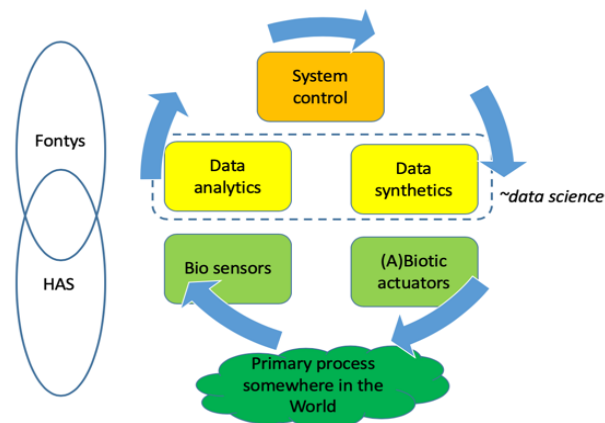 System
control
Fontys
Data
analytics
Data
synthetics
~data science
HAS
Bio sensors
(A)Biotic
actuators
Primary process
somewhere in the
World